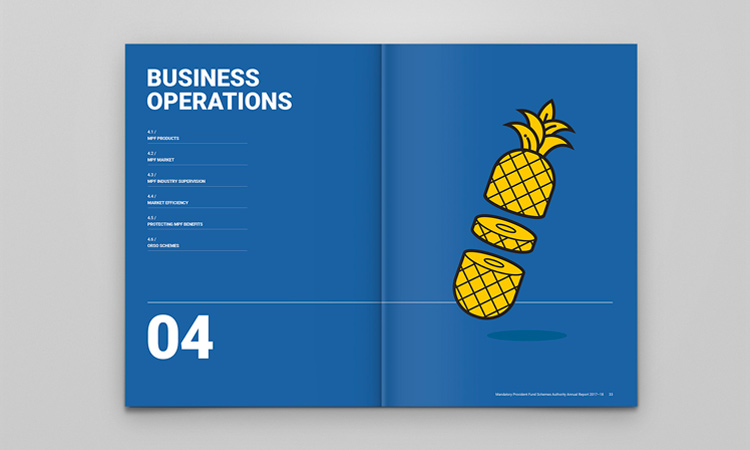 BUSINESS
OPERATIONS
4.1 /
MPF PRODUCTS
4.2 /
MPF MARKET
4.3 /
MPF INDUSTRY SUPERVISION
4.4 /
MARKET EFFICIENCY
4.5 /
PROTECTING MPF BENEFITS
4.6 /
ORSO SCHEMES
04
Mandatory Provident Fund Schemes Authority Annual Report 2017–18 53